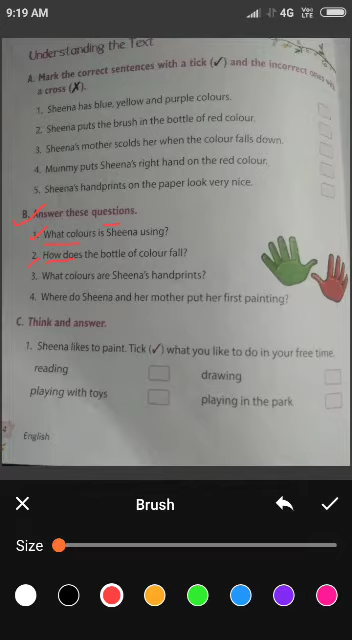 9:19 AM 4G VoLTE
Understanding the Text
A. Mark the correct sentences with a tick (✓) and the incorrect ones with
a cross (✗).
1. Sheena has blue, yellow and purple colours.
2. Sheena puts the brush in the bottle of red colour.
3. Sheena's mother scolds her when the colour falls down.
4. Mummy puts Sheena's right hand on the red colour.
5. Sheena's handprints on the paper look very nice.
B. Answer these questions.
1. What colours is Sheena using?
2. How does the bottle of colour fall?
3. What colours are Sheena's handprints?
4. Where do Sheena and her mother put her first painting?
C. Think and answer.
1. Sheena likes to paint. Tick (✓) what you like to do in your free time.
reading drawing
playing with toys playing in the park
4
English
Brush
Size